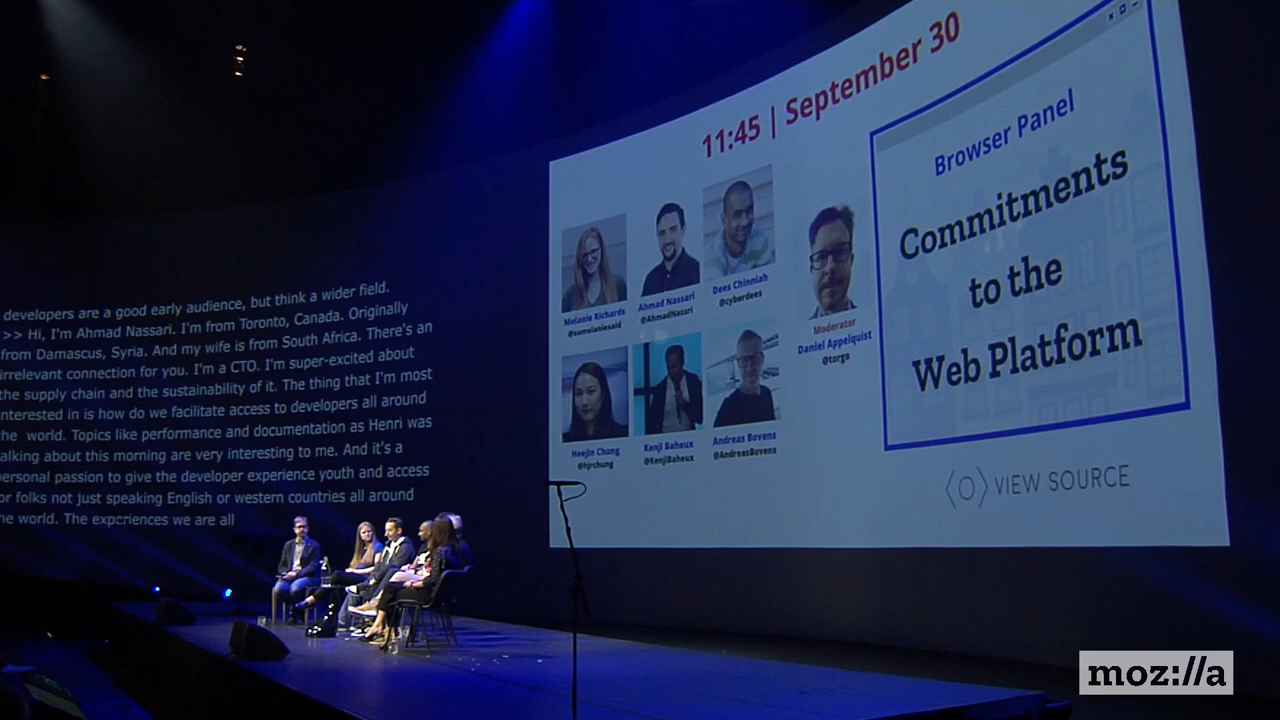 developers are a good early audience, but think a wider field.
>> Hi, I'm Ahmad Nassari. I'm from Toronto, Canada. Originally
from Damascus, Syria. And my wife is from South Africa. There's an
irrelevant connection for you. I'm a CTO. I'm super-excited about
the supply chain and the sustainability of it. The thing that I'm most
interested in is how do we facilitate access to developers all around
the world. Topics like performance and documentation as Henri was
alking about this morning are very interesting to me. And it's a
personal passion to give the developer experience youth and access
or folks not just speaking English or western countries all around
he world. The experiences we are all
11:45 | September 30
Melanie Richards
@somelaniesaid
Ahmad Nassari
@AhmadNassri
Dees Chinniah
@cyberdees
Heejin Chung
@hjrchung
Kenji Baheux
@KenjiBaheux
Andreas Bovens
@AndreasBovens
Moderator
Daniel Appelquist
@torgo
Browser Panel
Commitments
to the
Web Platform
VIEW SOURCE
moz://a